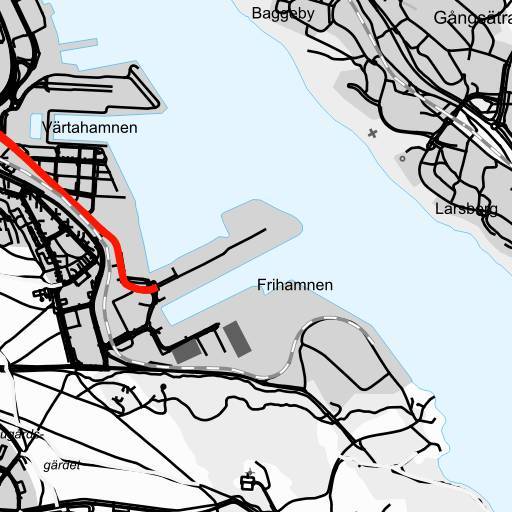 Baggeby
Gångsätra
Värtahamnen
Larsberg
Frihamnen
gärdet